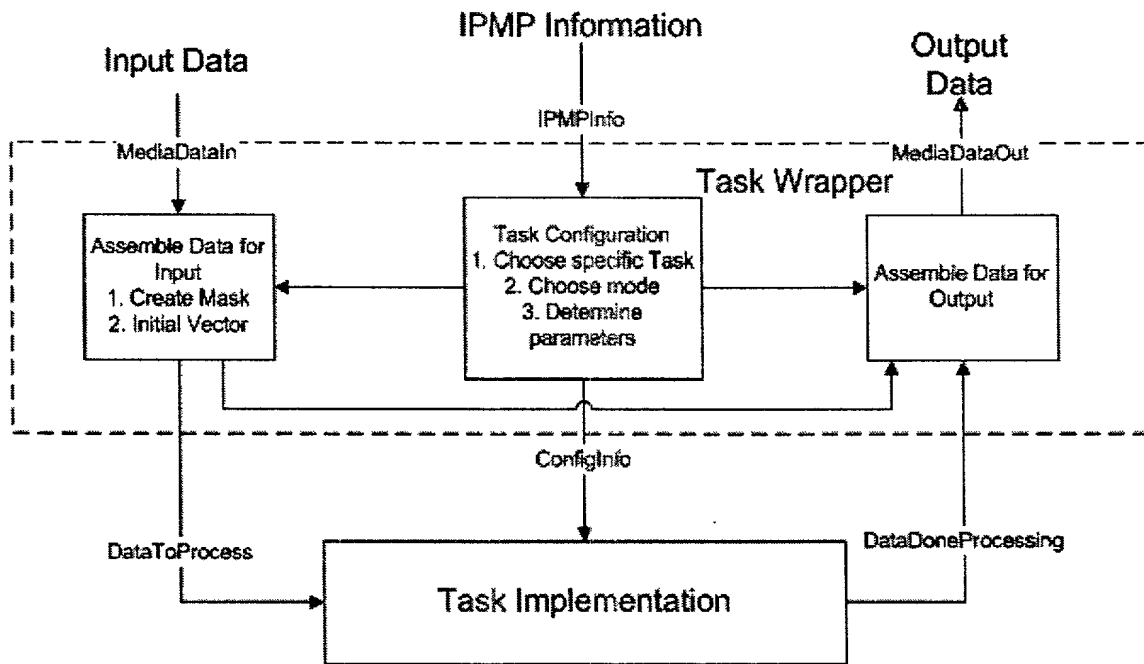 IPMP Information
Input Data
Output
Data
IPMPInfo
MediaDataIn
MediaDataOut
Task Wrapper
Assemble Data for
Input
1. Create Mask
2. Initial Vector
Task Configuration
1. Choose specific Task
2. Choose mode
3. Determine
parameters
Assemble Data for
Output
ConfigInfo
DataToProcess
DataDoneProcessing
Task Implementation